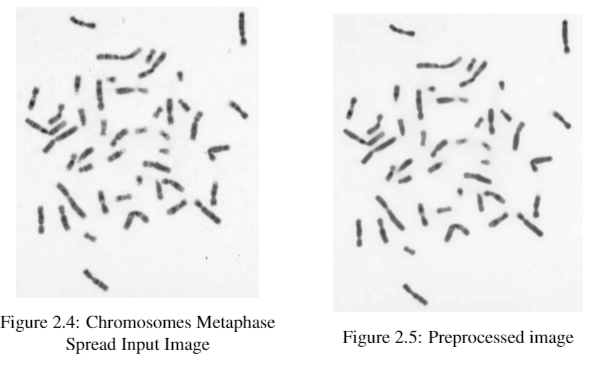 Figure 2.4: Chromosomes Metaphase
Spread Input Image
Figure 2.5: Preprocessed image